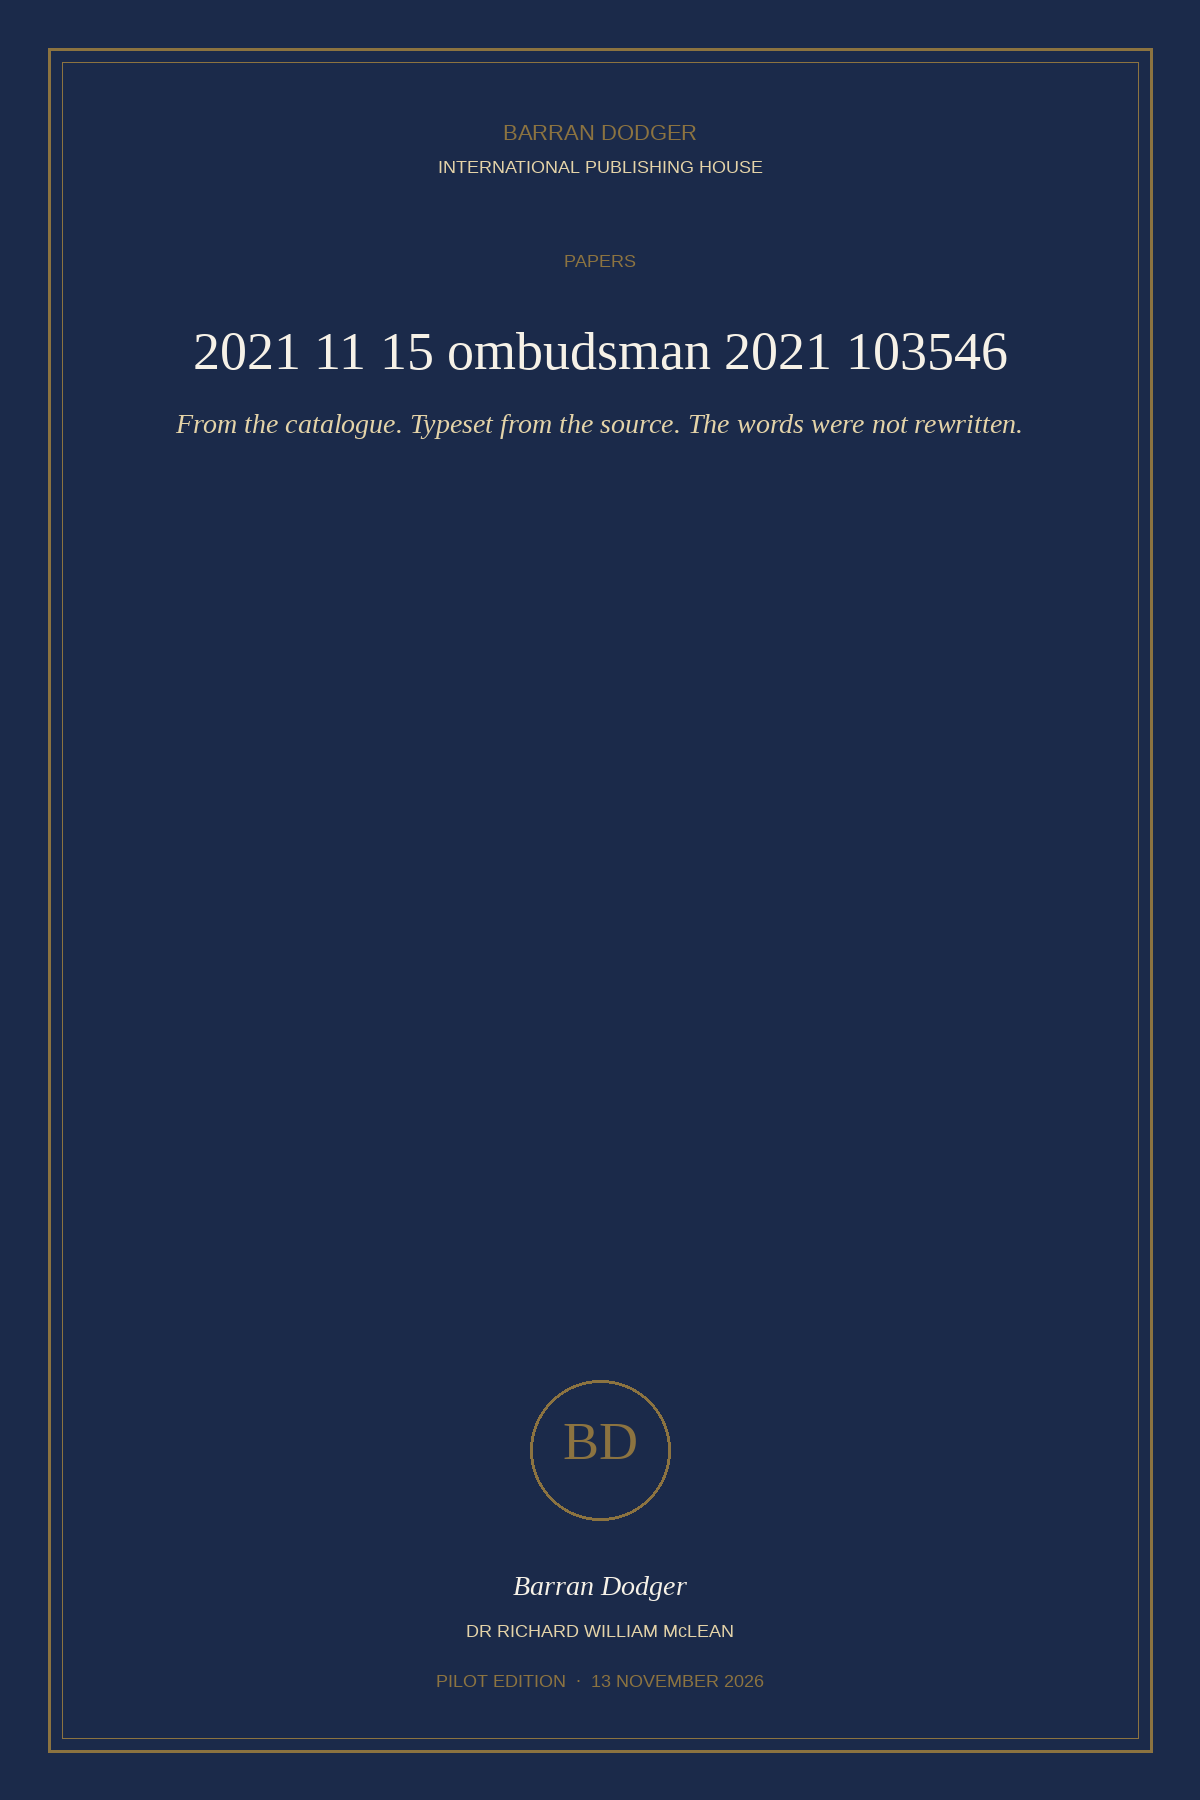 BARRAN DODGER
INTERNATIONAL PUBLISHING HOUSE
PAPERS
2021 11 15 ombudsman 2021 103546
From the catalogue. Typeset from the source. The words were not rewritten.
BD
Barran Dodger
DR RICHARD WILLIAM McLEAN
PILOT EDITION · 13 NOVEMBER 2026